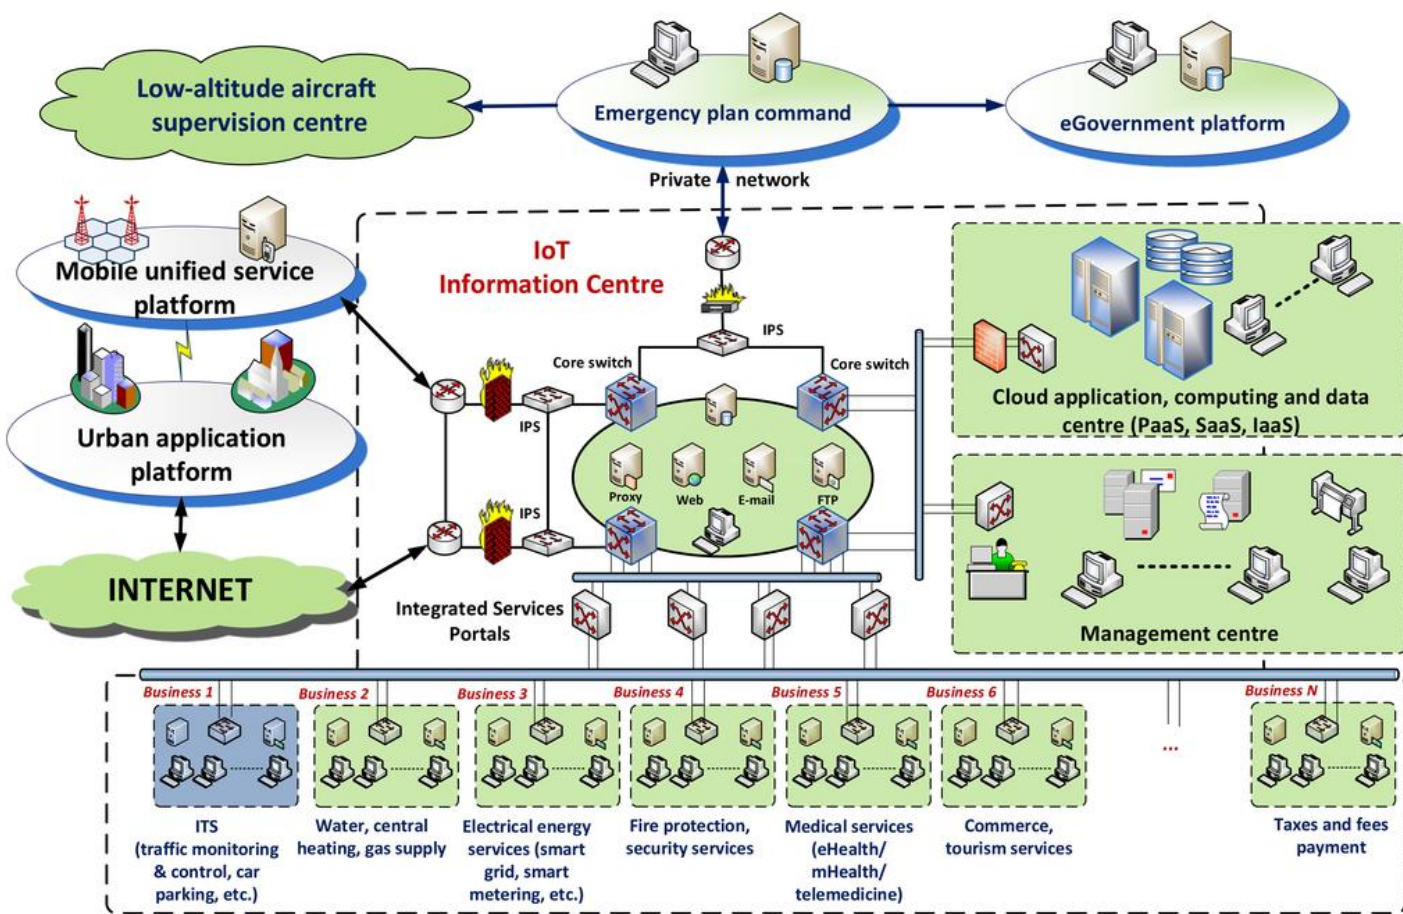 Low-altitude aircraft
supervision centre
Emergency plan command
eGovernment platform
Private network
Mobile unified service
platform
IoT
Information Centre
IPS
Core switch
Core switch
Cloud application, computing and data
centre (PaaS, SaaS, IaaS)
Urban application
platform
IPS
Proxy
Web
E-mail
FTP
IPS
INTERNET
Integrated Services
Portals
Management centre
Business 1
Business 2
Business 3
Business 4
Business 5
Business 6
Business N
...
ITS
(traffic monitoring
& control, car
parking, etc.)
Water, central
heating, gas supply
Electrical energy
services (smart
grid, smart
metering, etc.)
Fire protection,
security services
Medical services
(eHealth/
mHealth/
telemedicine)
Commerce,
tourism services
Taxes and fees
payment